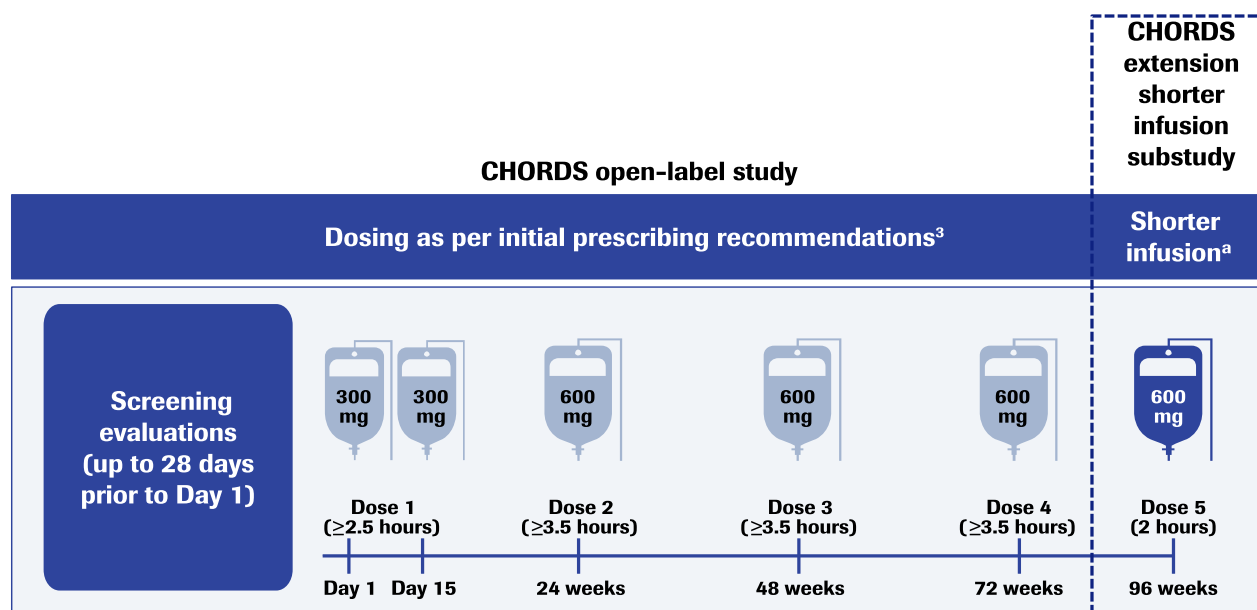 CHORDS
extension
shorter
infusion
substudy
CHORDS open-label study
Dosing as per initial prescribing recommendations³
Shorter
infusionᵃ
Screening
evaluations
(up to 28 days
prior to Day 1)
300
mg
300
mg
600
mg
600
mg
600
mg
600
mg
Dose 1
(≥2.5 hours)
Dose 2
(≥3.5 hours)
Dose 3
(≥3.5 hours)
Dose 4
(≥3.5 hours)
Dose 5
(2 hours)
Day 1
Day 15
24 weeks
48 weeks
72 weeks
96 weeks